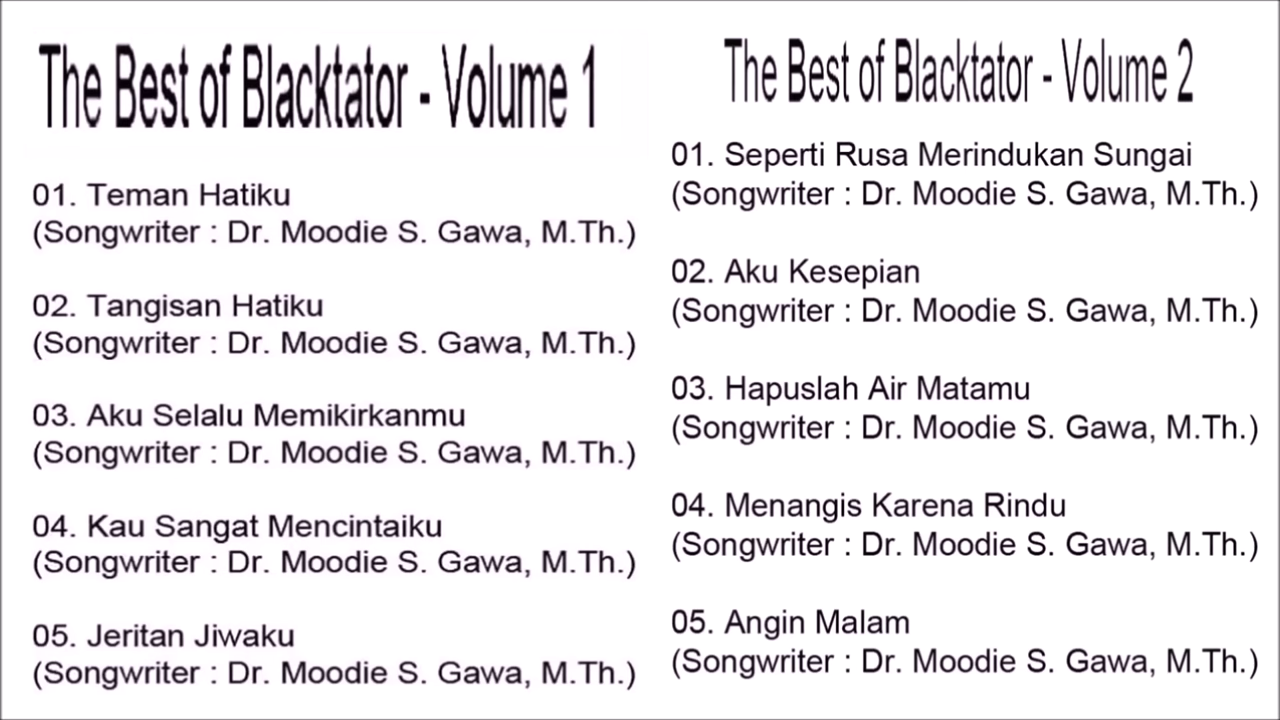 The Best of Blacktator - Volume 1
01. Teman Hatiku
(Songwriter : Dr. Moodie S. Gawa, M.Th.)
02. Tangisan Hatiku
(Songwriter : Dr. Moodie S. Gawa, M.Th.)
03. Aku Selalu Memikirkanmu
(Songwriter : Dr. Moodie S. Gawa, M.Th.)
04. Kau Sangat Mencintaiku
(Songwriter : Dr. Moodie S. Gawa, M.Th.)
05. Jeritan Jiwaku
(Songwriter : Dr. Moodie S. Gawa, M.Th.)
The Best of Blacktator - Volume 2
01. Seperti Rusa Merindukan Sungai
(Songwriter : Dr. Moodie S. Gawa, M.Th.)
02. Aku Kesepian
(Songwriter : Dr. Moodie S. Gawa, M.Th.)
03. Hapuslah Air Matamu
(Songwriter : Dr. Moodie S. Gawa, M.Th.)
04. Menangis Karena Rindu
(Songwriter : Dr. Moodie S. Gawa, M.Th.)
05. Angin Malam
(Songwriter : Dr. Moodie S. Gawa, M.Th.)